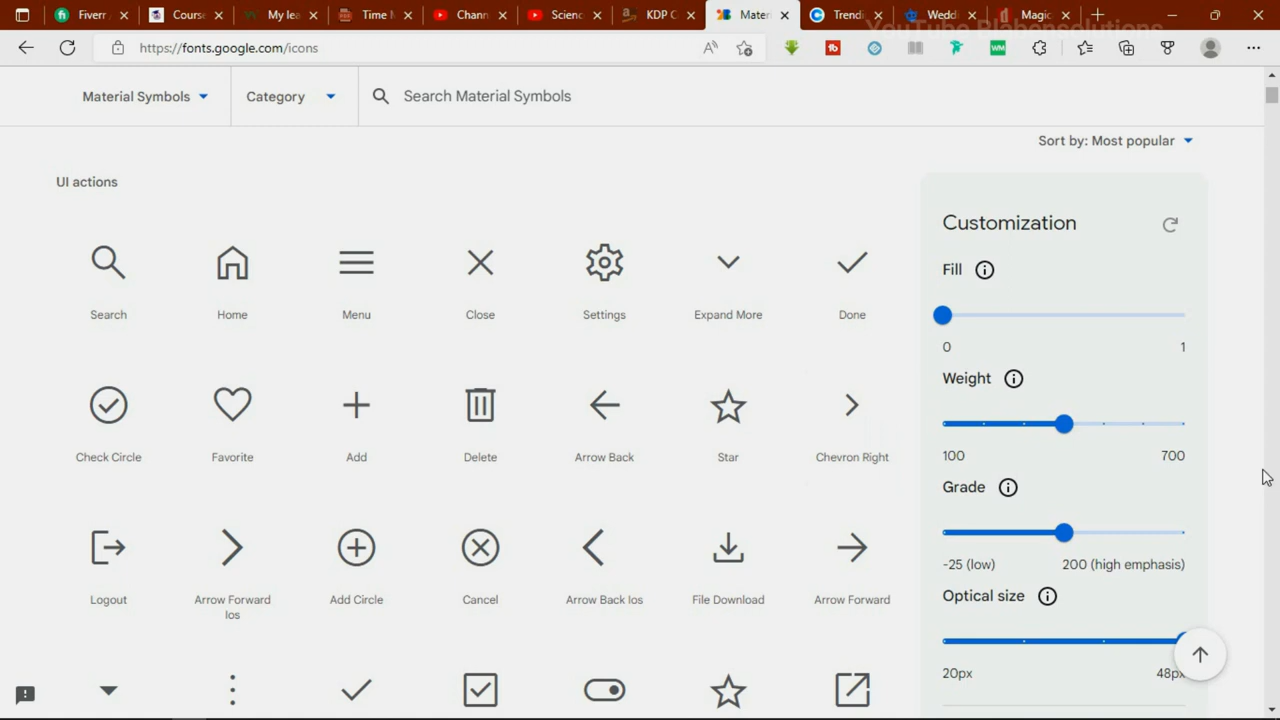 Fiverr
Course
My lea
Time M
Chann
Scienc
KDP C
Materi
Trendi
Weddi
Magic
YouTube Blabensolutions
https://fonts.google.com/icons
Material Symbols
Category
Search Material Symbols
Sort by: Most popular
UI actions
Customization
Fill
Search
Home
Menu
Close
Settings
Expand More
Done
0
1
Weight
Check Circle
Favorite
Add
Delete
Arrow Back
Star
Chevron Right
100
700
Grade
-25 (low)
200 (high emphasis)
Logout
Arrow Forward
Ios
Add Circle
Cancel
Arrow Back Ios
File Download
Arrow Forward
Optical size
20px
48px